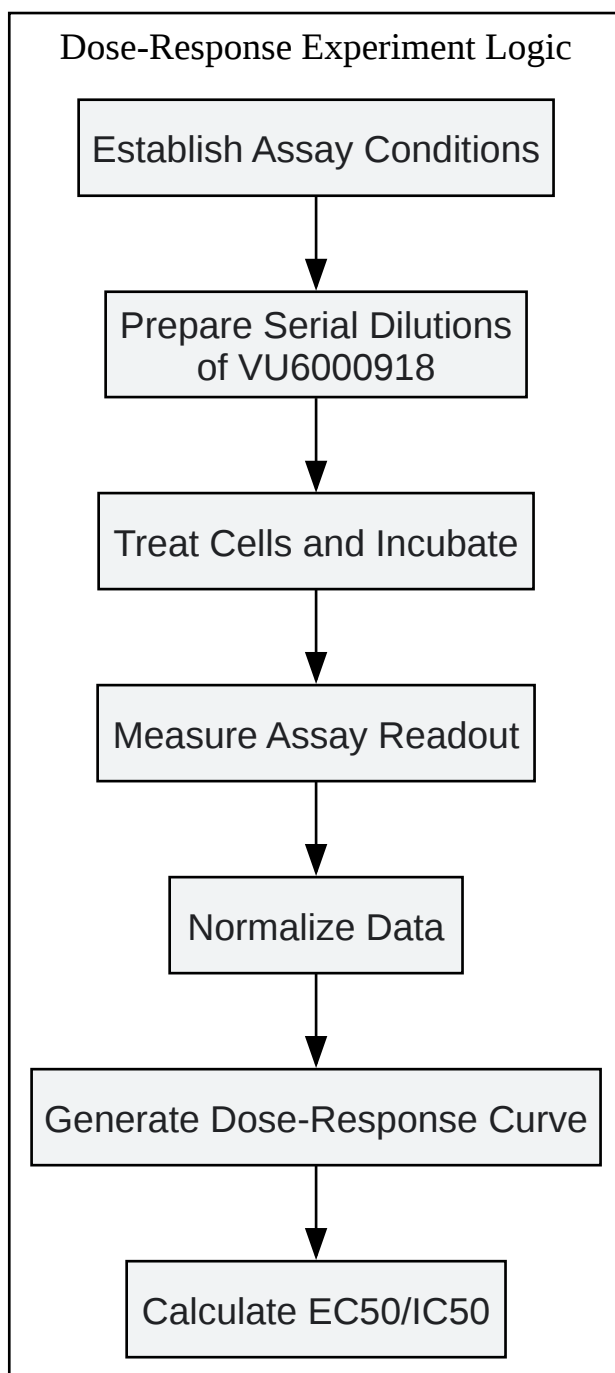 Dose-Response Experiment Logic
Establish Assay Conditions
Prepare Serial Dilutions
of VU6000918
Treat Cells and Incubate
Measure Assay Readout
Normalize Data
Generate Dose-Response Curve
Calculate EC50/IC50